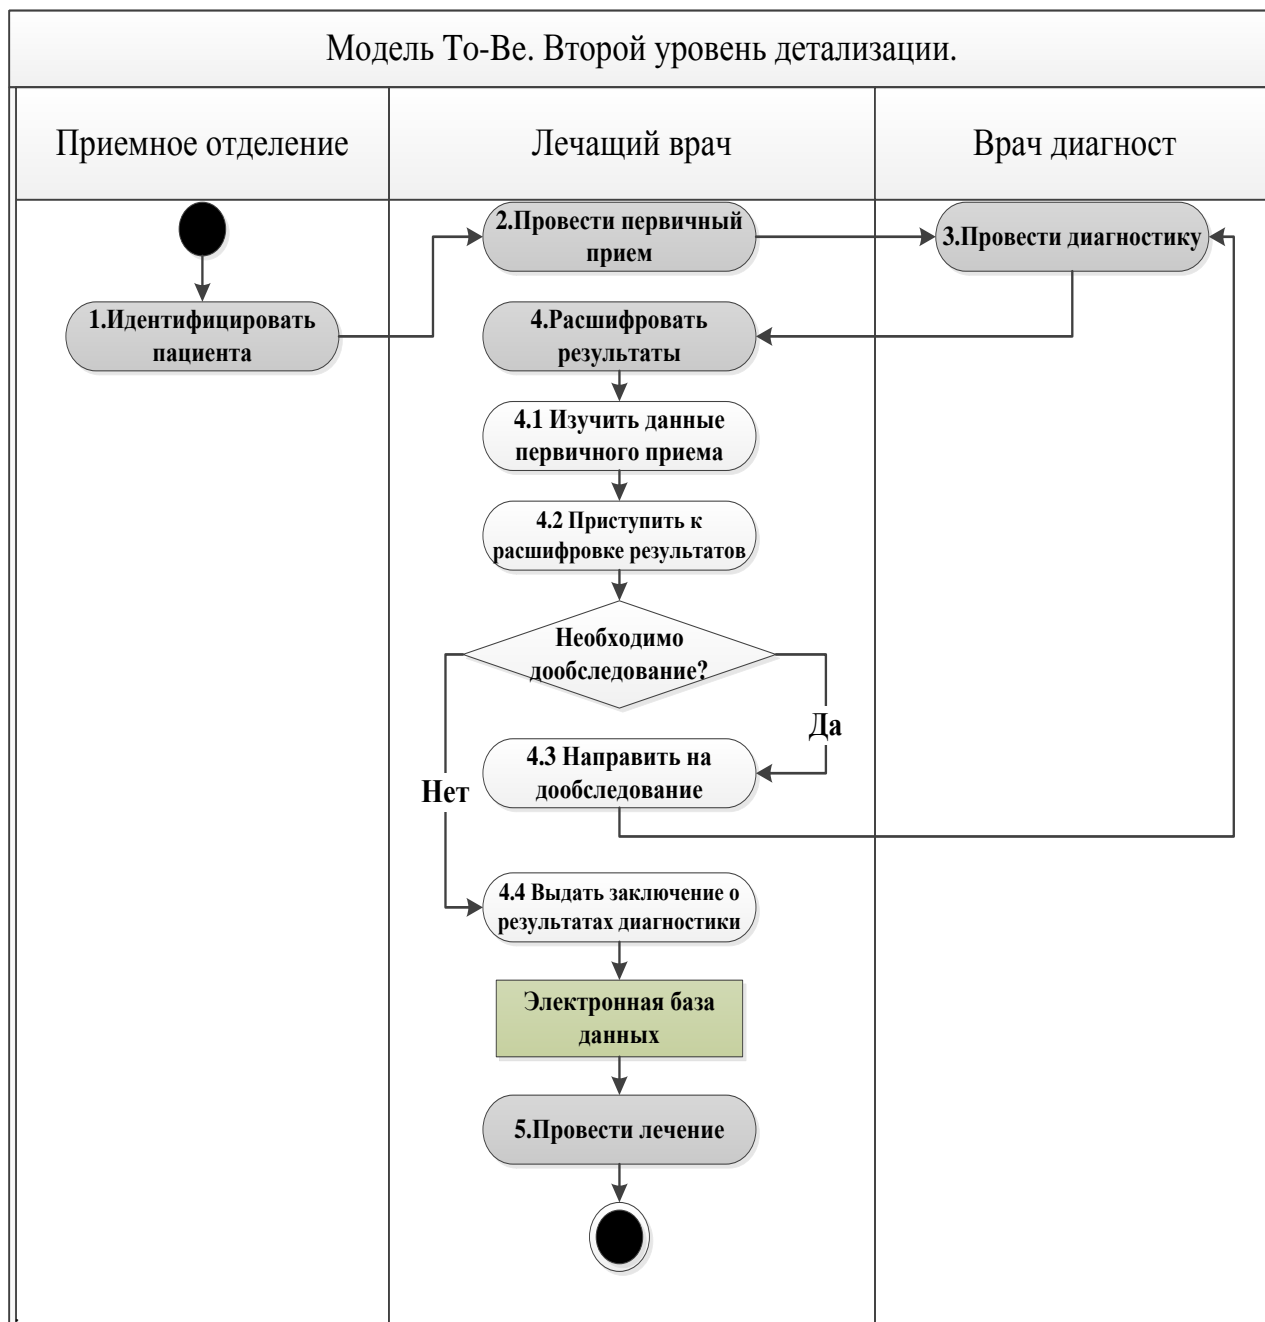 Модель To-Be. Второй уровень детализации.
Приемное отделение
Лечащий врач
Врач диагност
2.Провести первичный
прием
3.Провести диагностику
1.Идентифицировать
пациента
4.Расшифровать
результаты
4.1 Изучить данные
первичного приема
4.2 Приступить к
расшифровке результатов
Необходимо
дообследование?
Да
4.3 Направить на
дообследование
Нет
4.4 Выдать заключение о
результатах диагностики
Электронная база
данных
5.Провести лечение